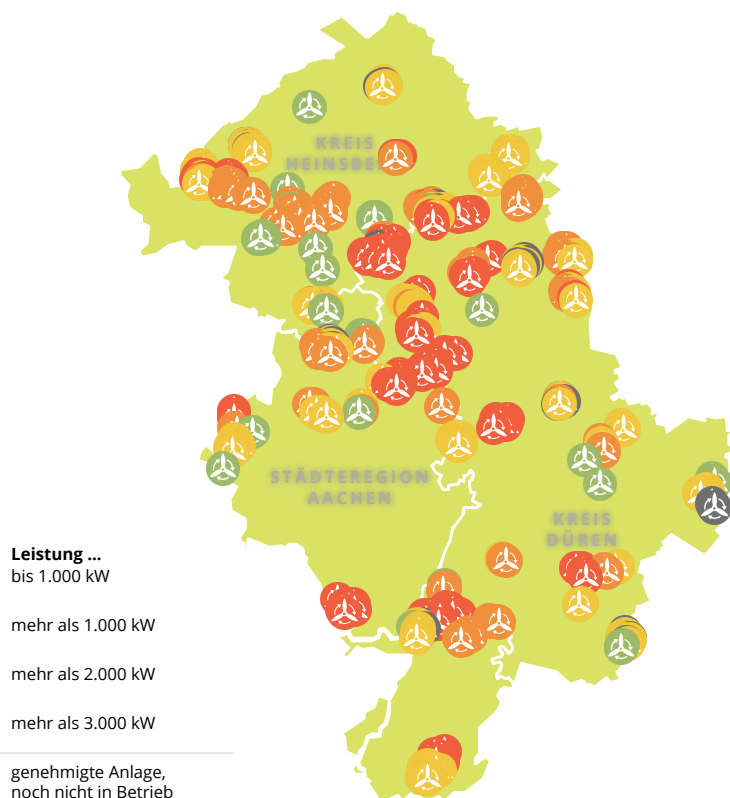 KREIS
STÄDTEREGION
AACHEN
KREIS
DÜREN
Leistung ...
bis 1.000 kW
mehr als 1.000 kW
mehr als 2.000 kW
mehr als 3.000 kW
genehmigte Anlage,
noch nicht in Betrieb